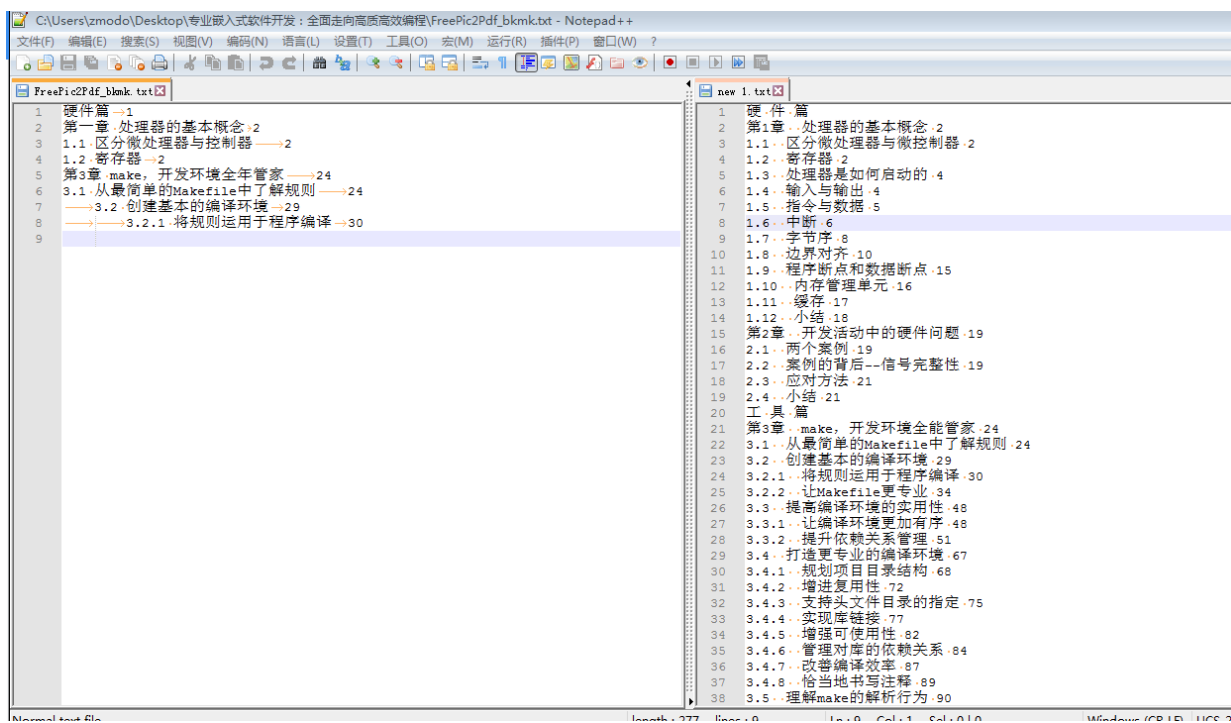 C:\Users\zmodo\Desktop\专业嵌入式软件开发：全面走向高质高效编程\FreePic2Pdf_bkmk.txt - Notepad++
文件(F) 编辑(E) 搜索(S) 视图(V) 编码(N) 语言(L) 设置(T) 工具(O) 宏(M) 运行(R) 插件(P) 窗口(W) ?
FreePic2Pdf_bkmk.txt
1 硬件篇→1
2 第一章·处理器的基本概念→2
3 1.1·区分微处理器与控制器→2
4 1.2·寄存器→2
5 第3章·make，开发环境全年管家→24
6 3.1·从最简单的Makefile中了解规则→24
7 →3.2·创建基本的编译环境→29
8 →→3.2.1·将规则运用于程序编译→30
9
new 1.txt
1 硬·件·篇
2 第1章··处理器的基本概念·2
3 1.1··区分微处理器与微控制器·2
4 1.2··寄存器·2
5 1.3··处理器是如何启动的·4
6 1.4··输入与输出·4
7 1.5··指令与数据·5
8 1.6··中断·6
9 1.7··字节序·8
10 1.8··边界对齐·10
11 1.9··程序断点和数据断点·15
12 1.10··内存管理单元·16
13 1.11··缓存·17
14 1.12··小结·18
15 第2章··开发活动中的硬件问题·19
16 2.1··两个案例·19
17 2.2··案例的背后--信号完整性·19
18 2.3··应对方法·21
19 2.4··小结·21
20 工·具·篇
21 第3章··make，开发环境全能管家·24
22 3.1··从最简单的Makefile中了解规则·24
23 3.2··创建基本的编译环境·29
24 3.2.1··将规则运用于程序编译·30
25 3.2.2··让Makefile更专业·34
26 3.3··提高编译环境的实用性·48
27 3.3.1··让编译环境更加有序·48
28 3.3.2··提升依赖关系管理·51
29 3.4··打造更专业的编译环境·67
30 3.4.1··规划项目目录结构·68
31 3.4.2··增进复用性·72
32 3.4.3··支持头文件目录的指定·75
33 3.4.4··实现库链接·77
34 3.4.5··增强可使用性·82
35 3.4.6··管理对库的依赖关系·84
36 3.4.7··改善编译效率·87
37 3.4.8··恰当地书写注释·89
38 3.5··理解make的解析行为·90
Normal text file length : 277 lines : 9 Ln : 9 Col : 1 Sel : 0 | 0 Windows (CR LF) UCS-2